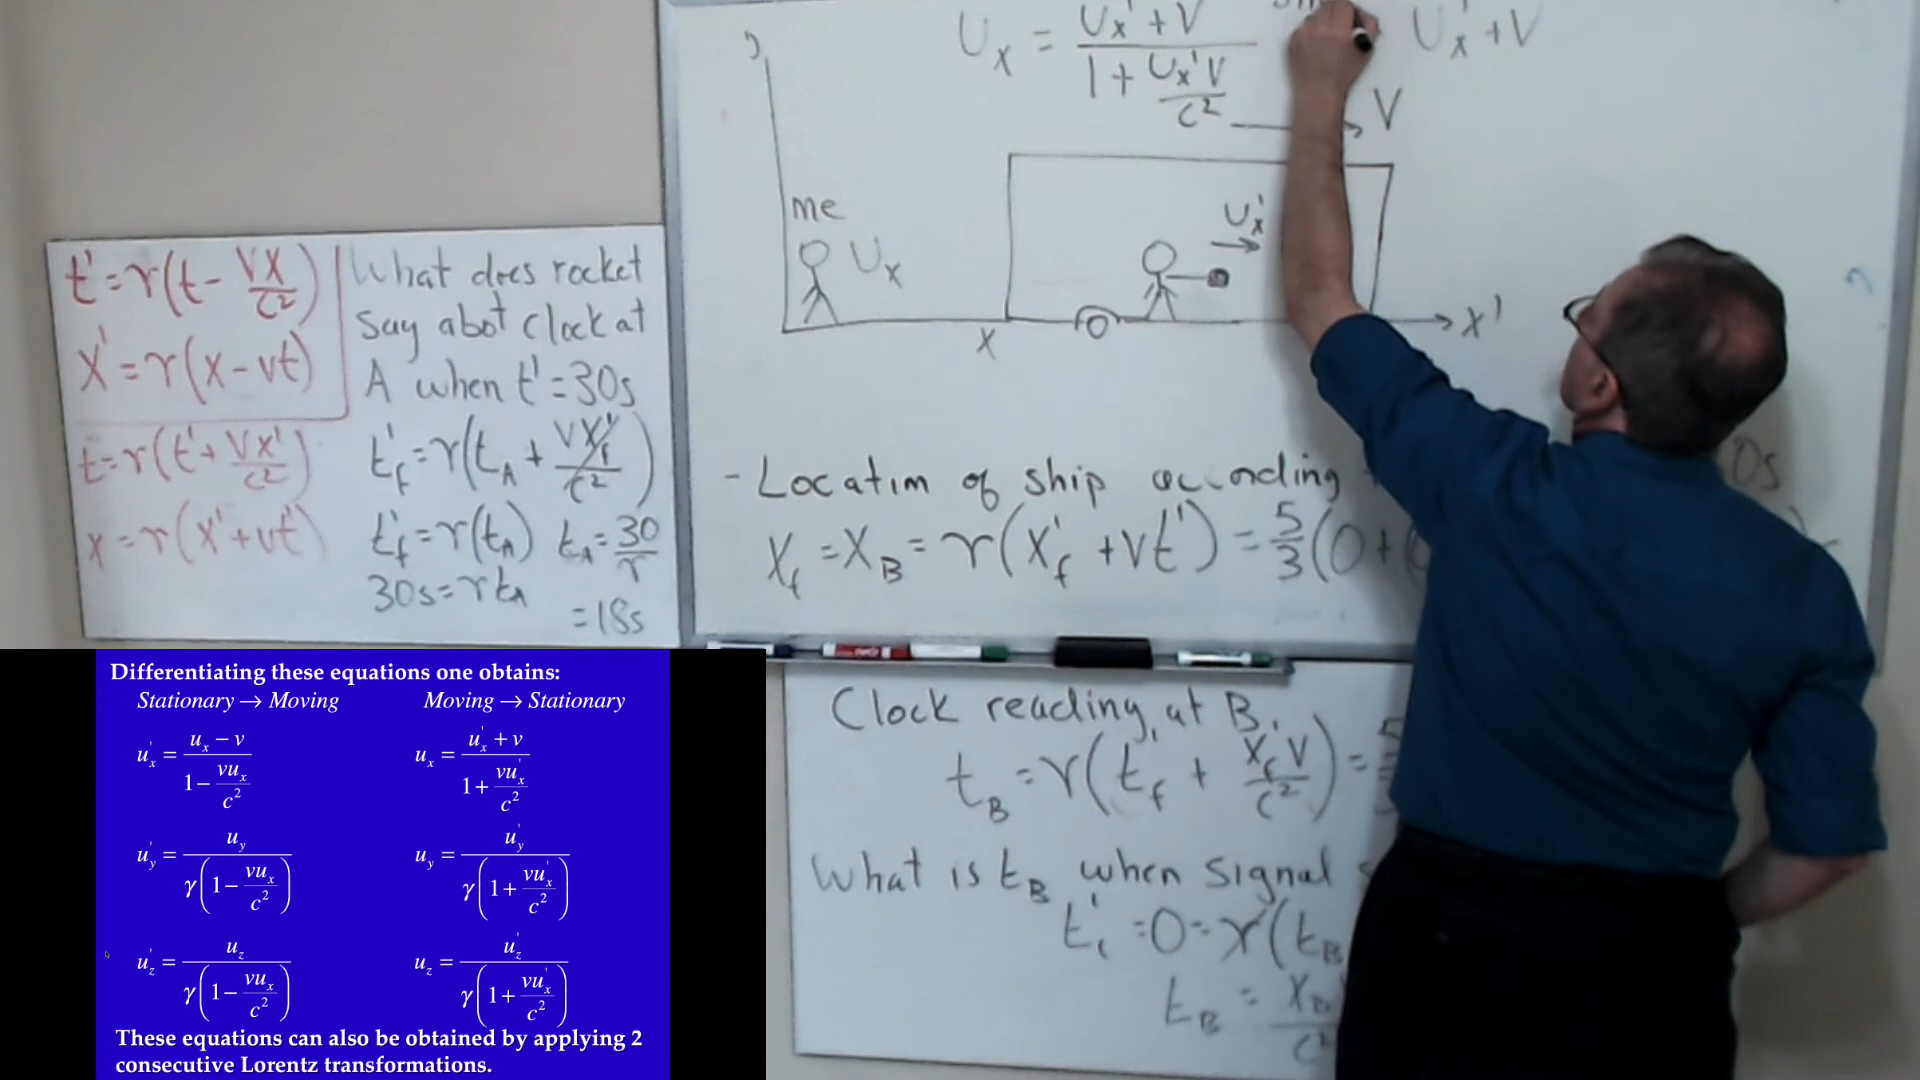 t' = r(t - Vx/c²)
x' = r(x - vt)
t = r(t' + Vx'/c²)
x = r(x' + vt')
What does rocket
say abot clock at
A when t' = 30s
t'f = r(tA + Vx'f/c²)
t'f = r(tA) tA = 30/r
30s = r tA
= 18s
Ux = (Ux' + V)/(1 + Ux'V/c²) Ux' + V
V
me
Ux
Ux'
x
x'
- Location of ship according
0s
xf = xB = r(x'f + vt') = 5/3(0+
Clock reading at B.
tB = r(t'f + x'f V/c²) =
What is tB when signal
t'i = 0 = r(tB
tB = xB
c²
Differentiating these equations one obtains:
Stationary → Moving Moving → Stationary
u'x = (ux - v)/(1 - vux/c²) ux = (u'x + v)/(1 + vu'x/c²)
u'y = uy/(γ(1 - vux/c²)) uy = u'y/(γ(1 + vu'x/c²))
u'z = uz/(γ(1 - vux/c²)) uz = u'z/(γ(1 + vu'x/c²))
These equations can also be obtained by applying 2
consecutive Lorentz transformations.